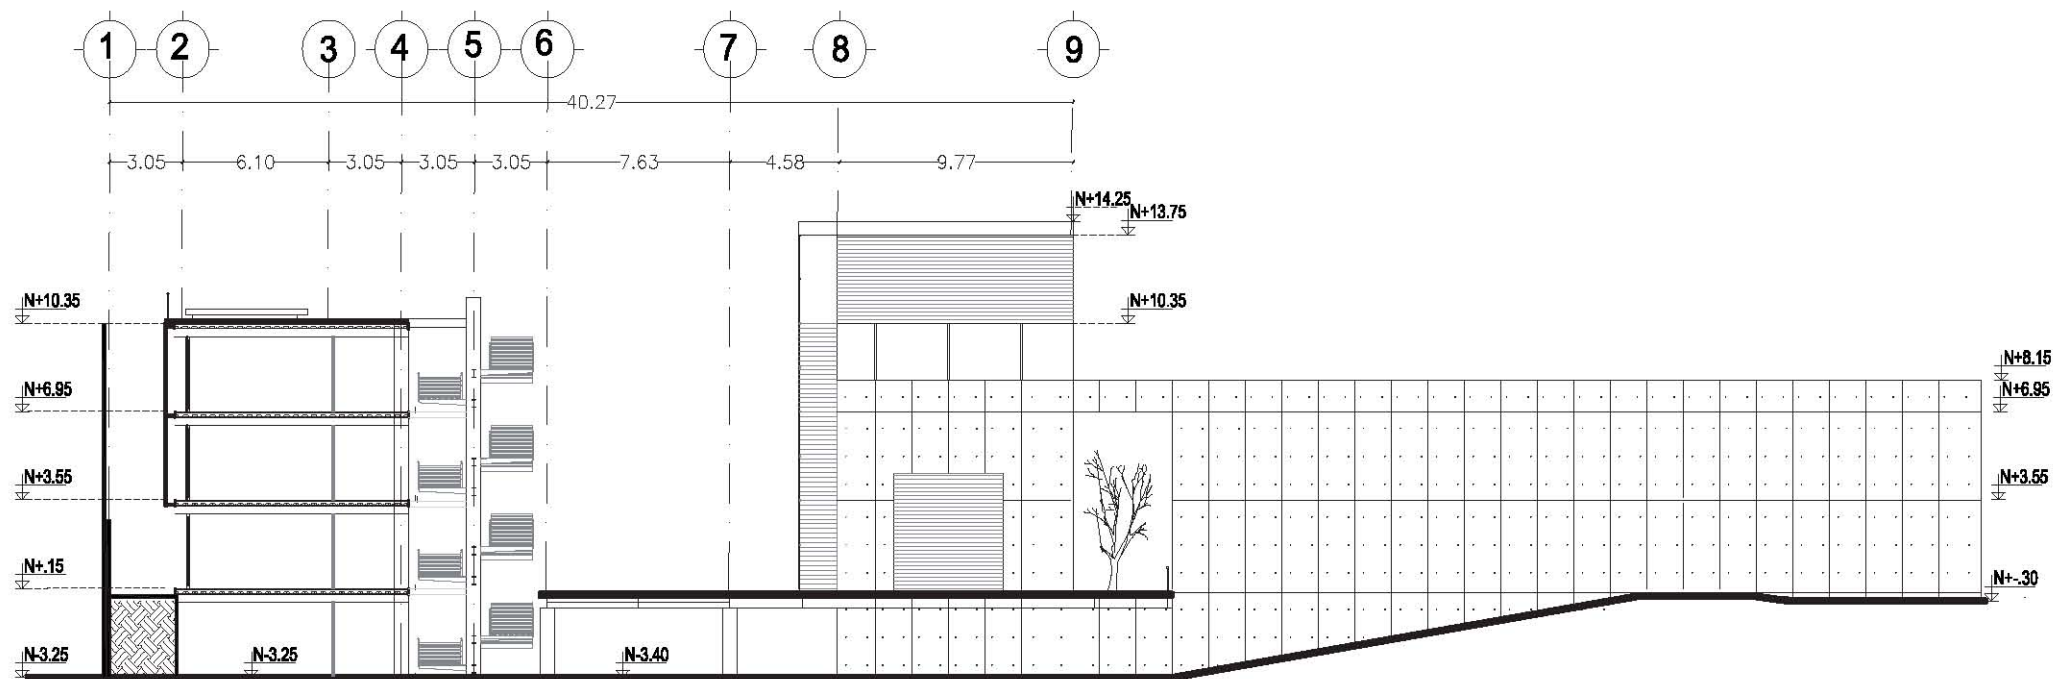 1 2 3 4 5 6 7 8 9
40.27
3.05 6.10 3.05 3.05 3.05 7.63 4.58 9.77
N+14.25
N+13.75
N+10.35 N+10.35
N+8.15
N+6.95 N+6.95
N+3.55 N+3.55
N+.15 N+-.30
N-3.25 N-3.25 N-3.40